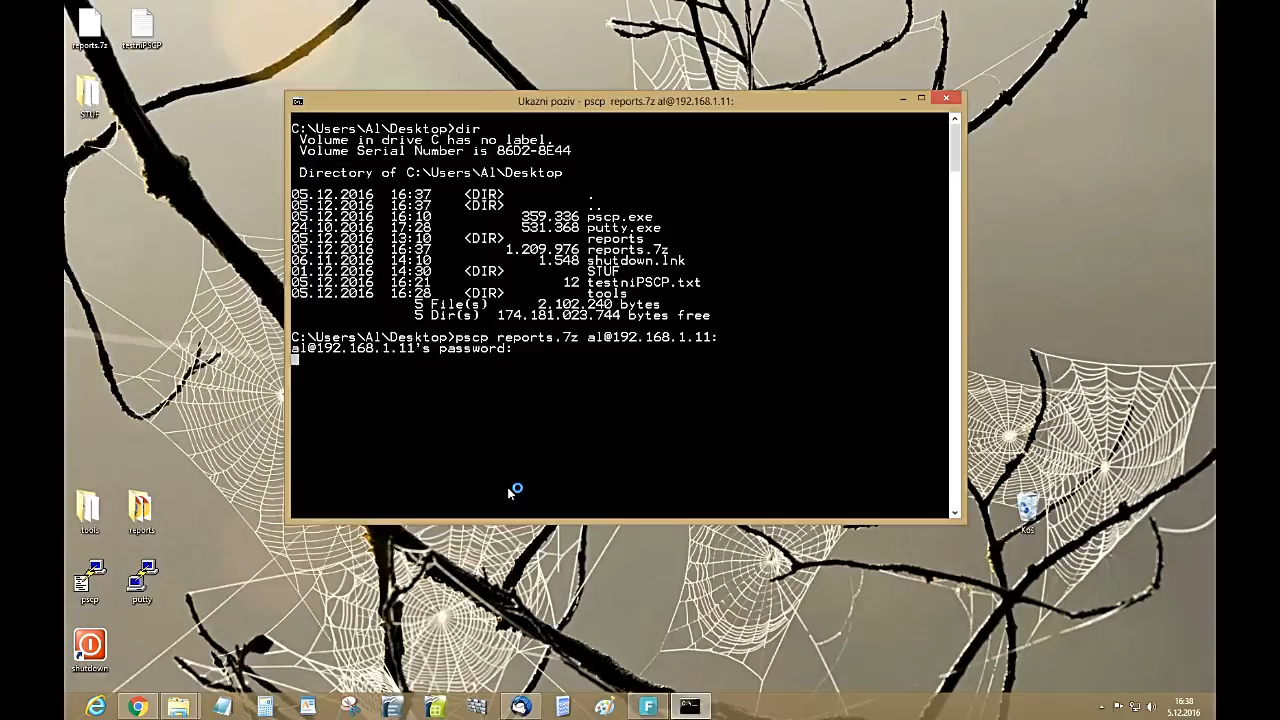 reports.7z
testniPSCP
STUF
Ukazni poziv - pscp  reports.7z al@192.168.1.11:
C:\Users\Al\Desktop>dir
Volume in drive C has no label.
Volume Serial Number is 86D2-8E44
Directory of C:\Users\Al\Desktop
05.12.2016  16:37    <DIR>          .
05.12.2016  16:37    <DIR>          ..
05.12.2016  16:10           359.336 pscp.exe
24.10.2016  17:28           531.368 putty.exe
05.12.2016  13:10    <DIR>          reports
05.12.2016  16:37         1.209.976 reports.7z
06.11.2016  14:10             1.548 shutdown.lnk
01.12.2016  14:30    <DIR>          STUF
05.12.2016  16:21                12 testniPSCP.txt
05.12.2016  16:28    <DIR>          tools
5 File(s)      2.102.240 bytes
5 Dir(s)  174.181.023.744 bytes free
C:\Users\Al\Desktop>pscp reports.7z al@192.168.1.11:
al@192.168.1.11's password:
tools
reports
Koš
pscp
putty
shutdown
16:38
5.12.2016